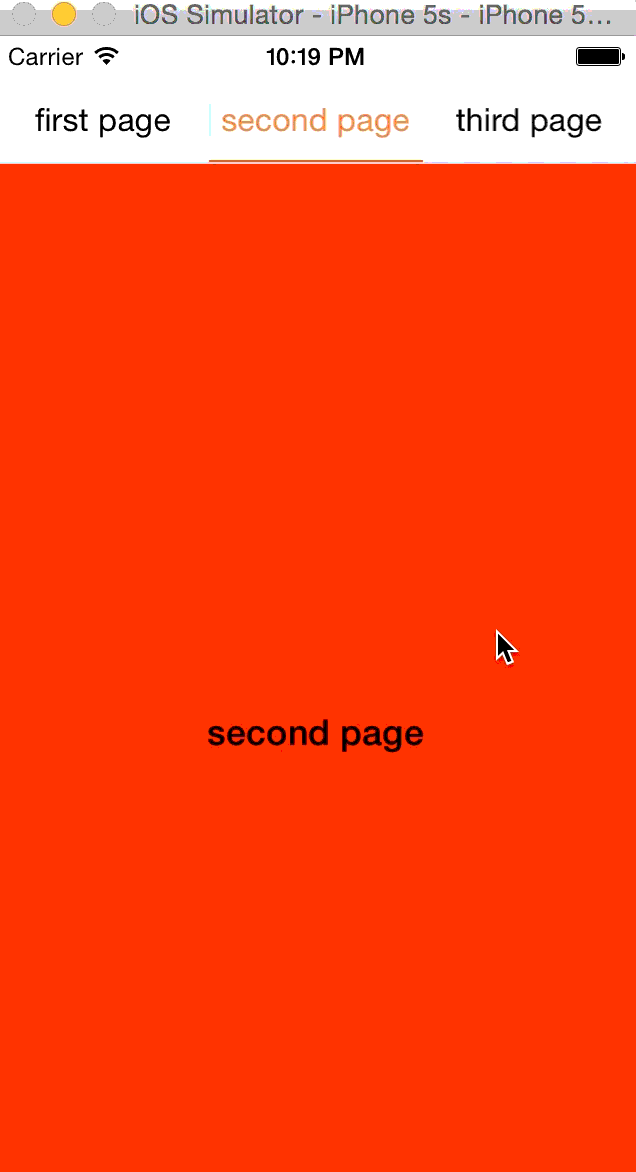 iOS Simulator - iPhone 5s - iPhone 5...
Carrier 10:19 PM
first page second page third page
second page